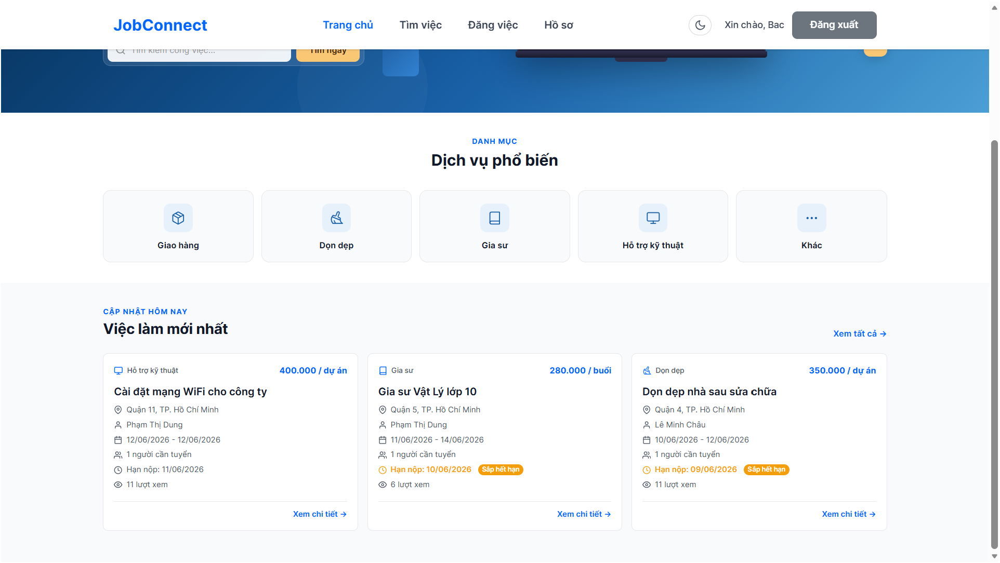 JobConnect
Trang chủ
Tìm việc
Đăng việc
Hồ sơ
Xin chào, Bac
Đăng xuất
Tìm kiếm công việc...
Tìm ngay
DANH MỤC
Dịch vụ phổ biến
Giao hàng
Dọn dẹp
Gia sư
Hỗ trợ kỹ thuật
Khác
CẬP NHẬT HÔM NAY
Việc làm mới nhất
Xem tất cả →
Hỗ trợ kỹ thuật
400.000 / dự án
Cài đặt mạng WiFi cho công ty
Quận 11, TP. Hồ Chí Minh
Phạm Thị Dung
12/06/2026 - 12/06/2026
1 người cần tuyển
Hạn nộp: 11/06/2026
11 lượt xem
Xem chi tiết →
Gia sư
280.000 / buổi
Gia sư Vật Lý lớp 10
Quận 5, TP. Hồ Chí Minh
Phạm Thị Dung
11/06/2026 - 14/06/2026
1 người cần tuyển
Hạn nộp: 10/06/2026 Sắp hết hạn
6 lượt xem
Xem chi tiết →
Dọn dẹp
350.000 / dự án
Dọn dẹp nhà sau sửa chữa
Quận 4, TP. Hồ Chí Minh
Lê Minh Châu
10/06/2026 - 12/06/2026
1 người cần tuyển
Hạn nộp: 09/06/2026 Sắp hết hạn
11 lượt xem
Xem chi tiết →